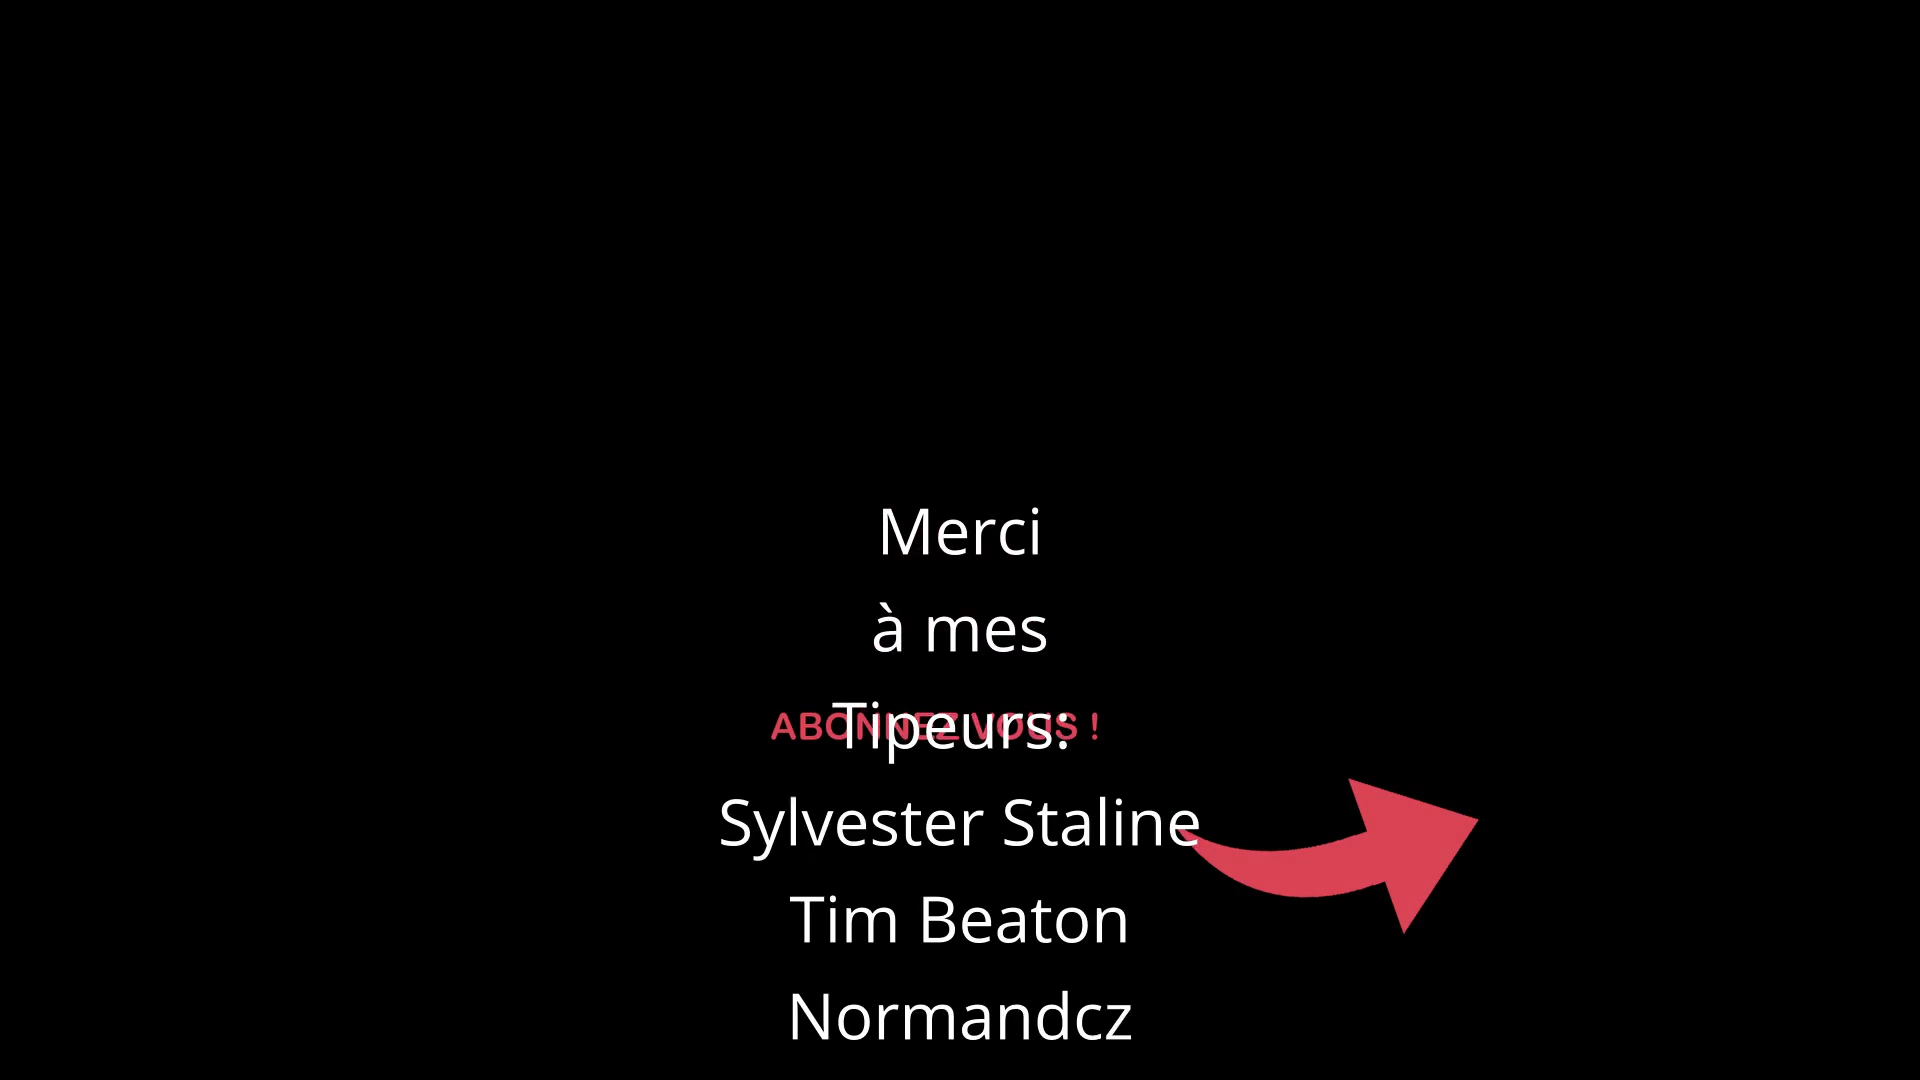 Merci
à mes
Tipeurs:
ABONNEZ VOUS !
Sylvester Staline
Tim Beaton
Normandcz